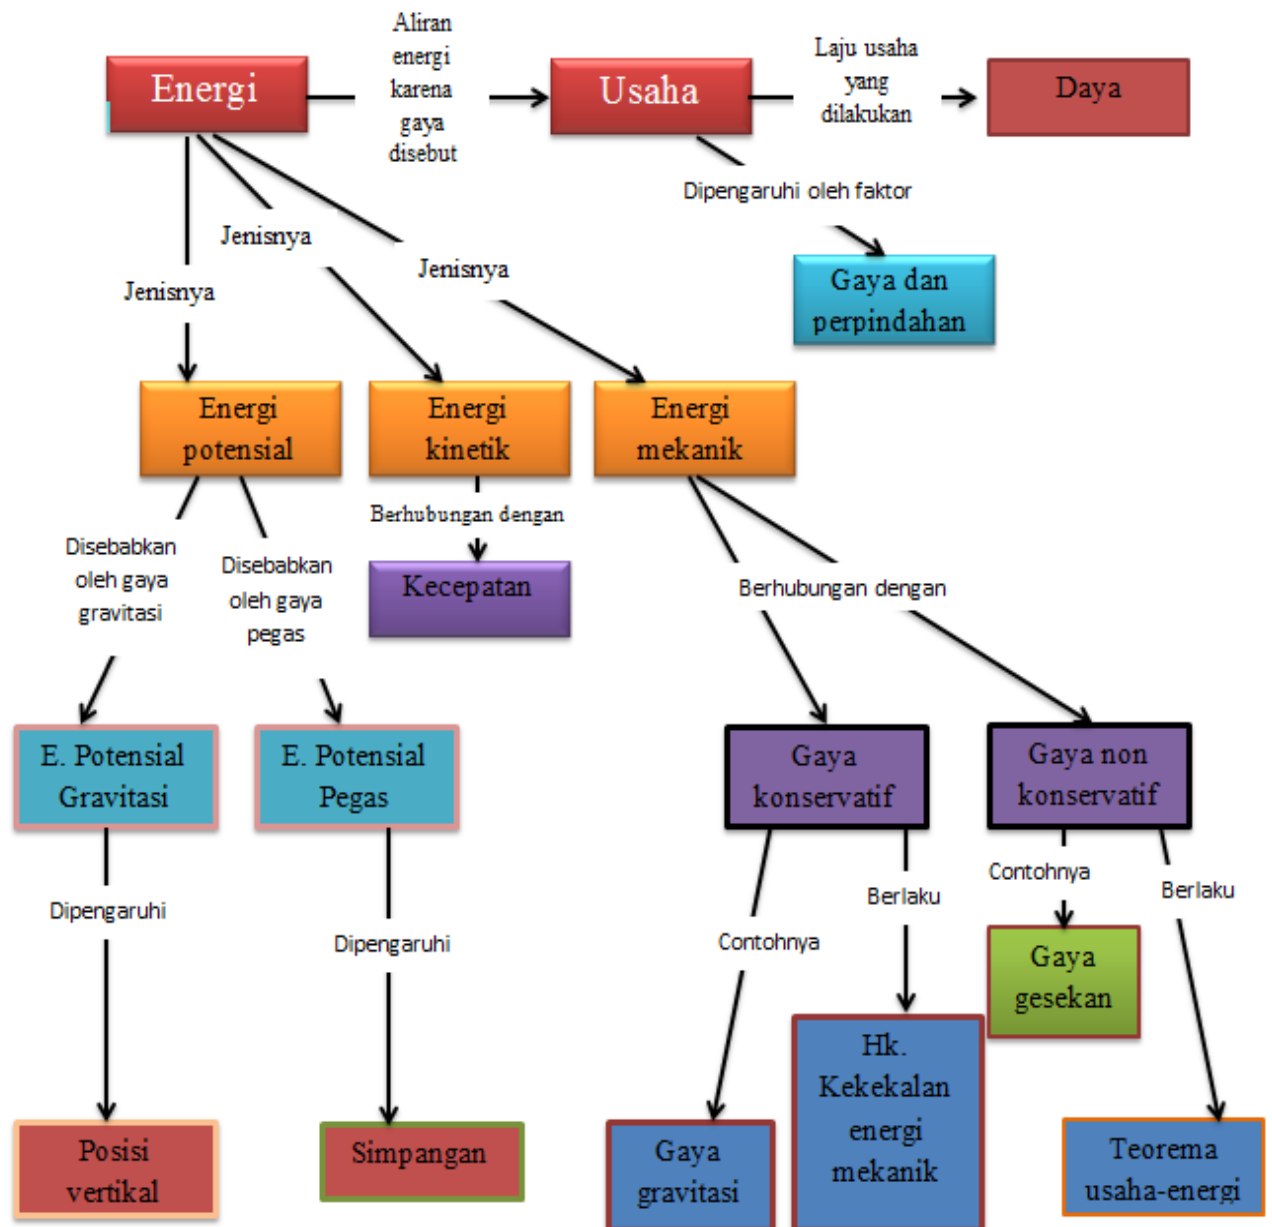 Aliran
energi
karena
gaya
disebut
Energi
Usaha
Laju usaha
yang
dilakukan
Daya
Dipengaruhi oleh faktor
Gaya dan
perpindahan
Jenisnya
Jenisnya
Jenisnya
Energi
potensial
Energi
kinetik
Energi
mekanik
Berhubungan dengan
Kecepatan
Disebabkan
oleh gaya
gravitasi
Disebabkan
oleh gaya
pegas
Berhubungan dengan
E. Potensial
Gravitasi
E. Potensial
Pegas
Gaya
konservatif
Gaya non
konservatif
Dipengaruhi
Dipengaruhi
Contohnya
Berlaku
Contohnya
Berlaku
Gaya
gesekan
Posisi
vertikal
Simpangan
Gaya
gravitasi
Hk.
Kekekalan
energi
mekanik
Teorema
usaha-energi